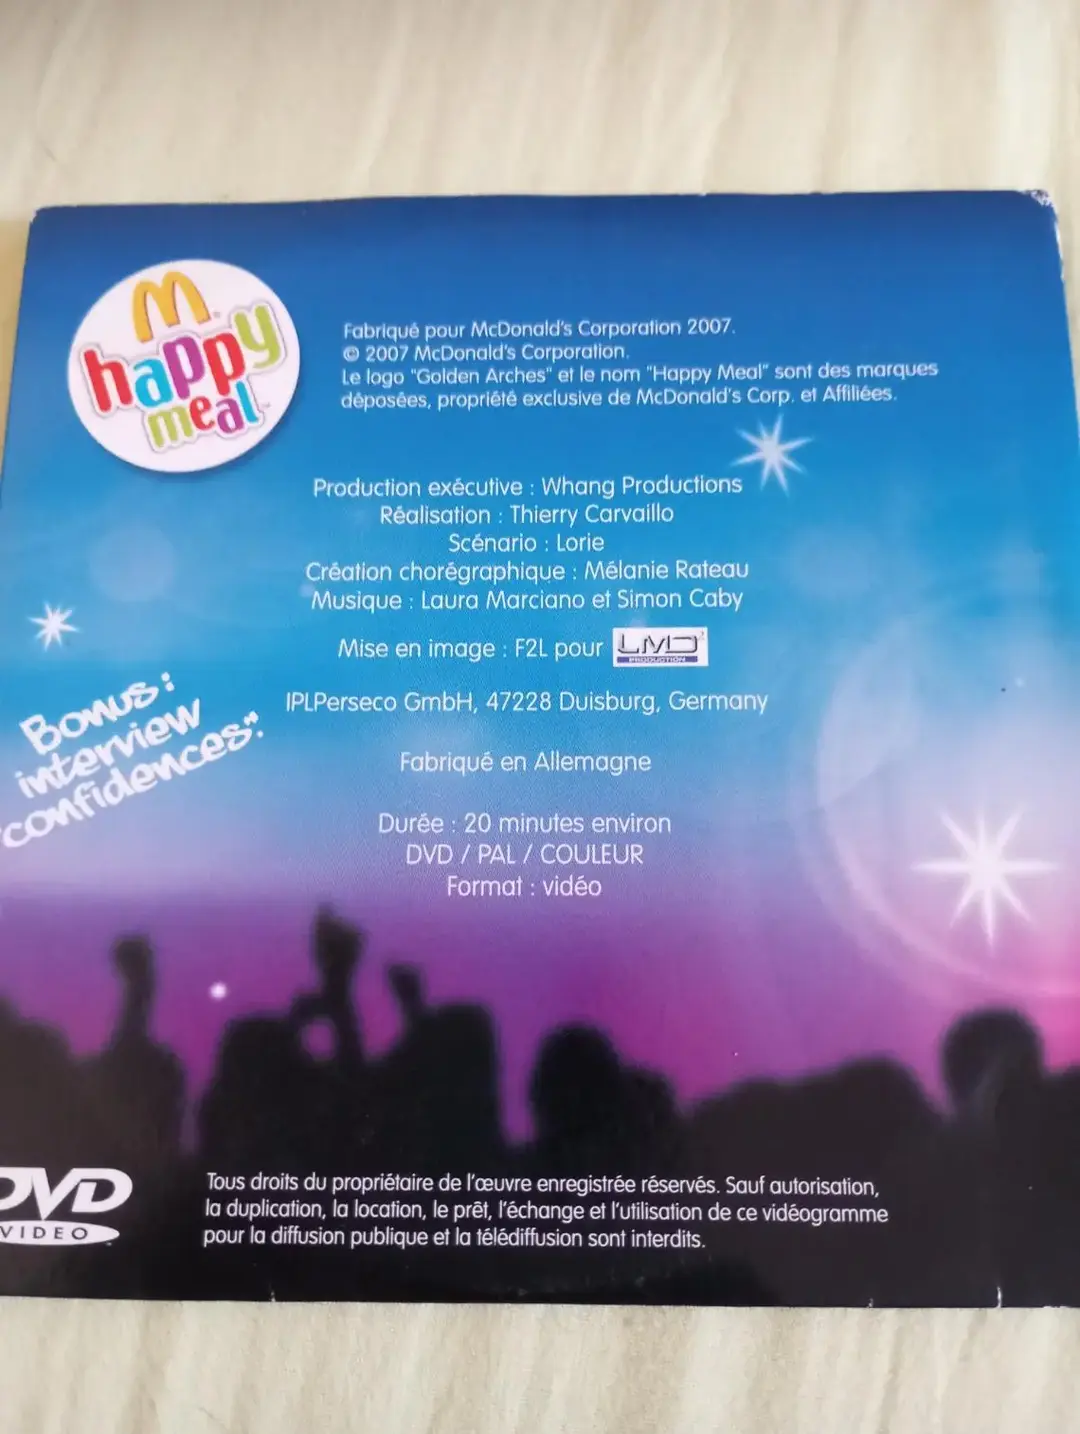 M
happy
meal™
Fabriqué pour McDonald's Corporation 2007.
© 2007 McDonald's Corporation.
Le logo "Golden Arches" et le nom "Happy Meal" sont des marques
déposées, propriété exclusive de McDonald's Corp. et Affiliées.
Production exécutive : Whang Productions
Réalisation : Thierry Carvaillo
Scénario : Lorie
Création chorégraphique : Mélanie Rateau
Musique : Laura Marciano et Simon Caby
Mise en image : F2L pour LMD²
PRODUCTION
IPLPerseco GmbH, 47228 Duisburg, Germany
Bonus :
interview
"confidences".
Fabriqué en Allemagne
Durée : 20 minutes environ
DVD / PAL / COULEUR
Format : vidéo
DVD
VIDEO
Tous droits du propriétaire de l'œuvre enregistrée réservés. Sauf autorisation,
la duplication, la location, le prêt, l'échange et l'utilisation de ce vidéogramme
pour la diffusion publique et la télédiffusion sont interdits.